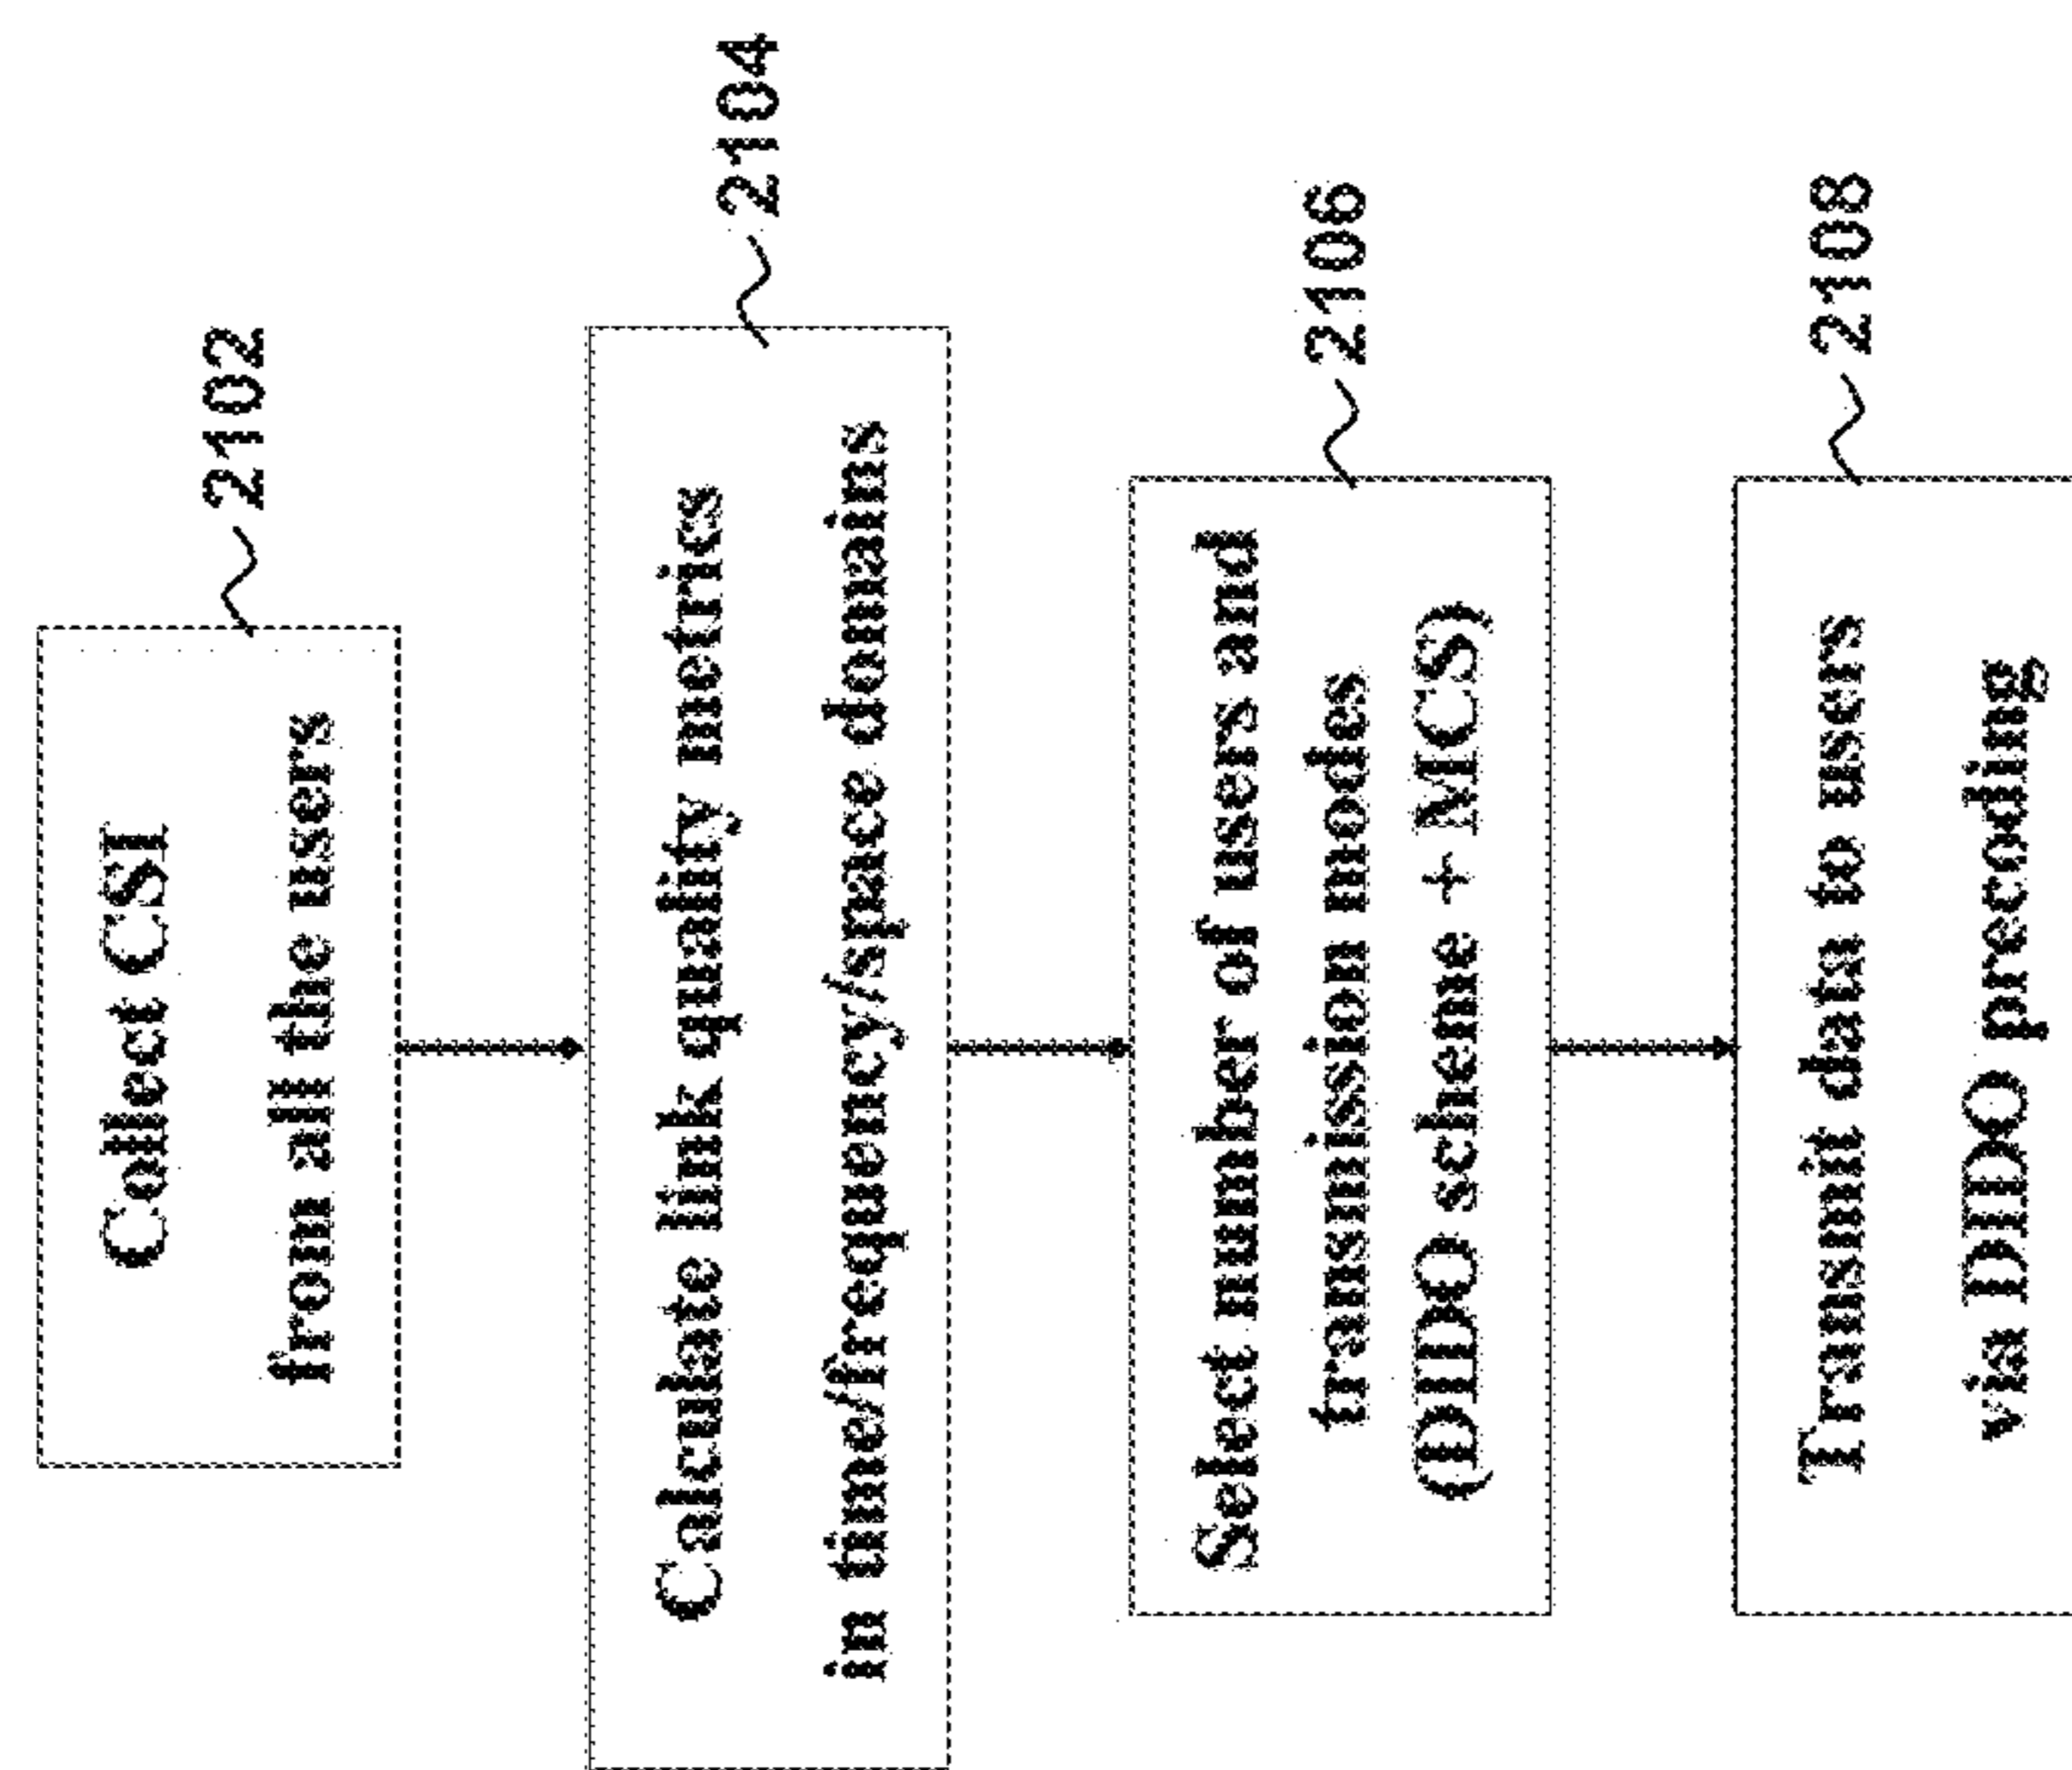 Collect CSI
from all the users
2102
Calculate link quality metrics
in time/frequency/space domains
2104
Select number of users and
transmission modes
(DIDO scheme + MCS)
2106
Transmit data to users
via DIDO precoding
2108